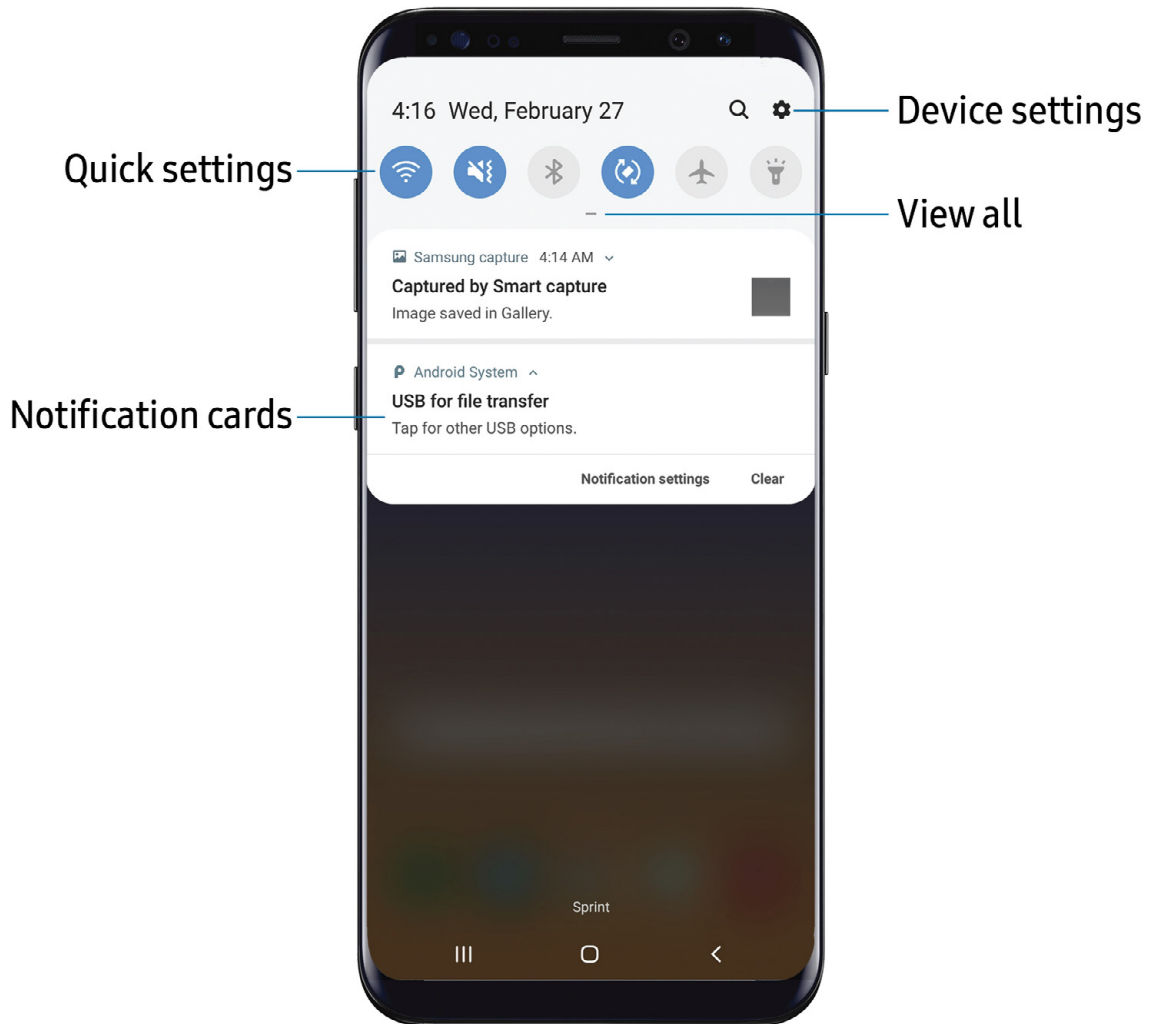 4:16 Wed, February 27
Device settings
Quick settings
View all
Samsung capture 4:14 AM
Captured by Smart capture
Image saved in Gallery.
Android System
USB for file transfer
Notification cards
Tap for other USB options.
Notification settings Clear
Sprint